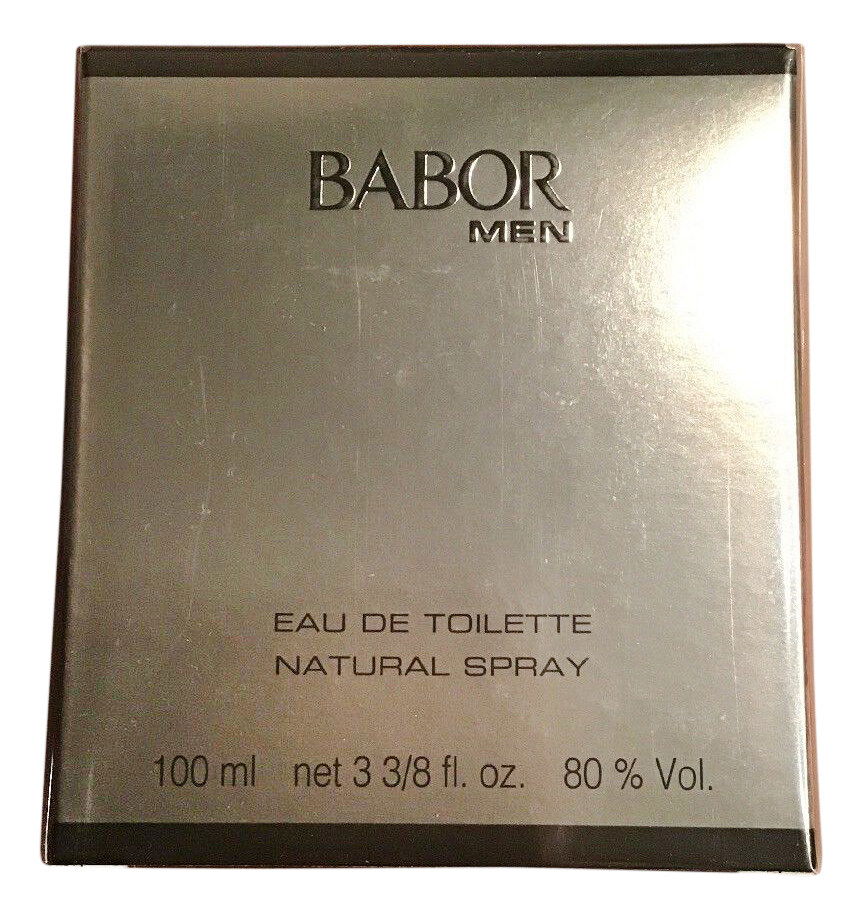 BABOR
MEN
EAU DE TOILETTE
NATURAL SPRAY
100 ml net 3 3/8 fl. oz. 80 % Vol.